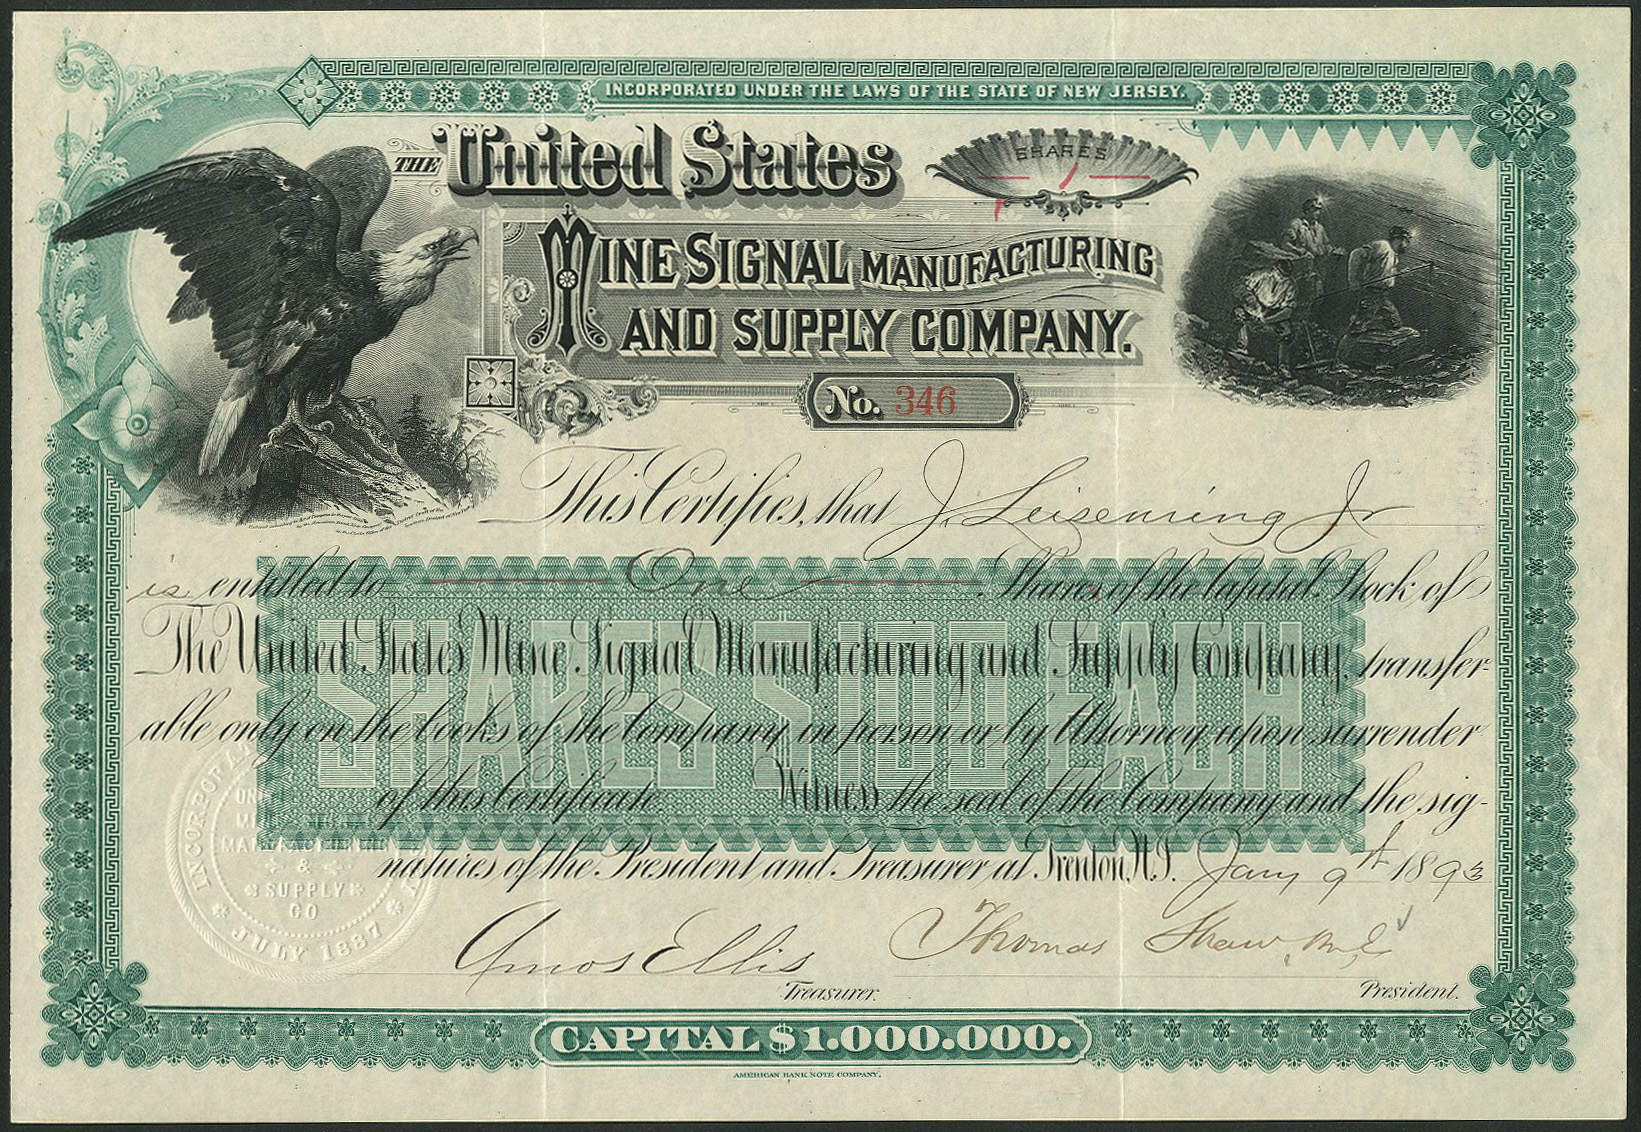 INCORPORATED UNDER THE LAWS OF THE STATE OF NEW JERSEY.
THE United States
SHARES
1
MINE SIGNAL MANUFACTURING
AND SUPPLY COMPANY.
No. 346
This Certifies, that J. Leisenring Jr
is entitled to One Shares of the Capital Stock of
The United States Mine Signal Manufacturing and Supply Company, transfer-
able only on the books of the Company in person or by Attorney upon surrender
of this Certificate. Witness the seal of the Company and the sig-
natures of the President and Treasurer at Trenton, N.J. Jany 9th 1893
SHARES $100 EACH
INCORPORATED
MANUFACTURING
&
SUPPLY
CO
JULY 1887
Amos Ellis
Treasurer.
Thomas Shaw, M.E.
President.
CAPITAL $1.000.000.
AMERICAN BANK NOTE COMPANY.